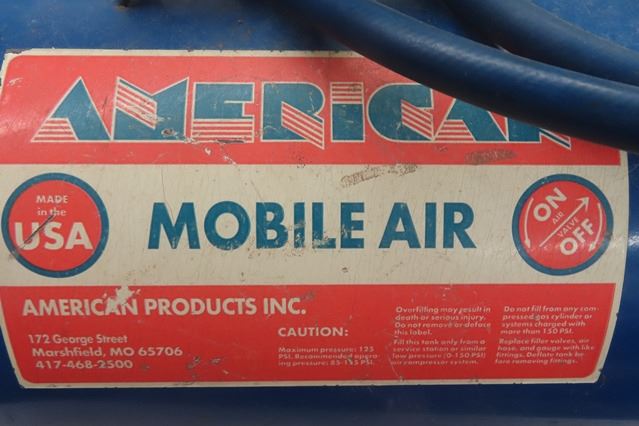 AMERICAN
MADE
in the
USA
MOBILE AIR
ON
AIR
VALVE
OFF
AMERICAN PRODUCTS INC.
172 George Street
Marshfield, MO 65706
417-468-2500
CAUTION:
Maximum pressure: 125
PSI. Recommended opera-
ing pressure: 85-115 PSI.
Overfilling may result in
death or serious injury.
Do not remove or deface
this label.
Fill this tank only from a
service station or similar
low pressure (0-150 PSI)
air compressor system.
Do not fill from any com-
pressed gas cylinder or
systems charged with
more than 150 PSI.
Replace filler valves, air
hose, and gauge with like
fittings. Deflate tank be-
fore removing fittings.